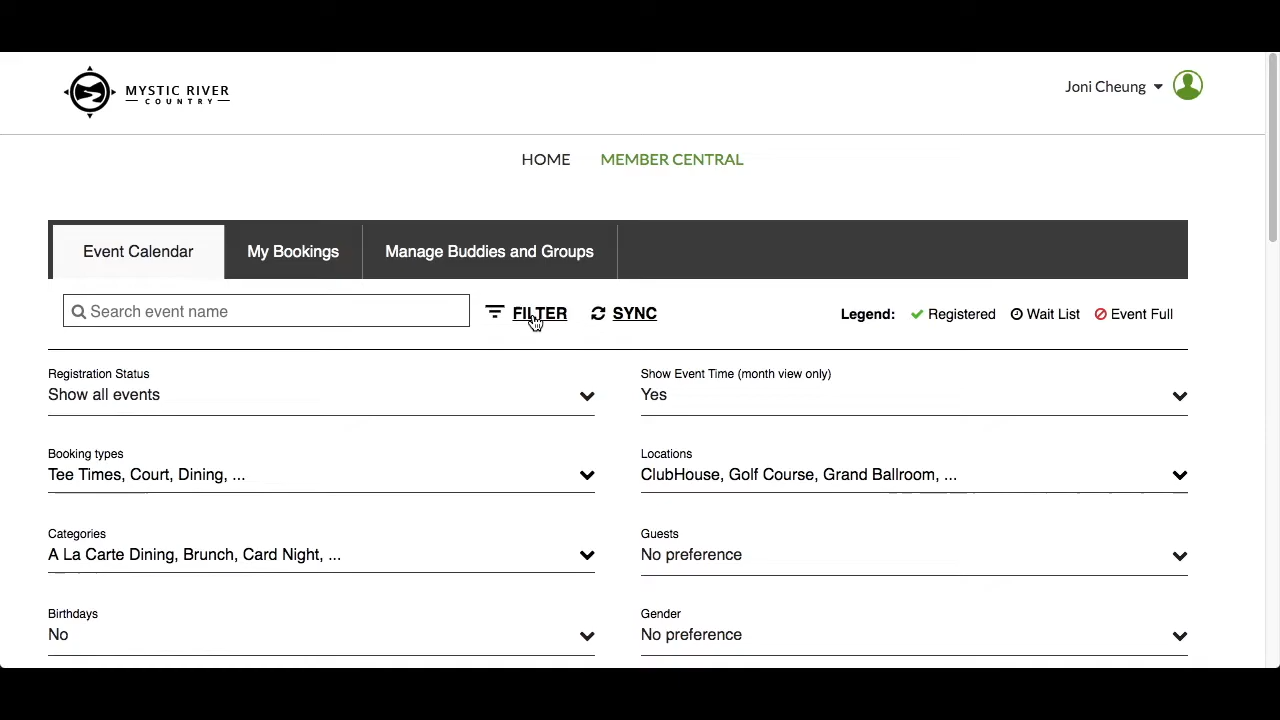 MYSTIC RIVER
COUNTRY
Joni Cheung
HOME MEMBER CENTRAL
Event Calendar My Bookings Manage Buddies and Groups
Search event name FILTER SYNC Legend: Registered Wait List Event Full
Registration Status Show Event Time (month view only)
Show all events Yes
Booking types Locations
Tee Times, Court, Dining, ... ClubHouse, Golf Course, Grand Ballroom, ...
Categories Guests
A La Carte Dining, Brunch, Card Night, ... No preference
Birthdays Gender
No No preference